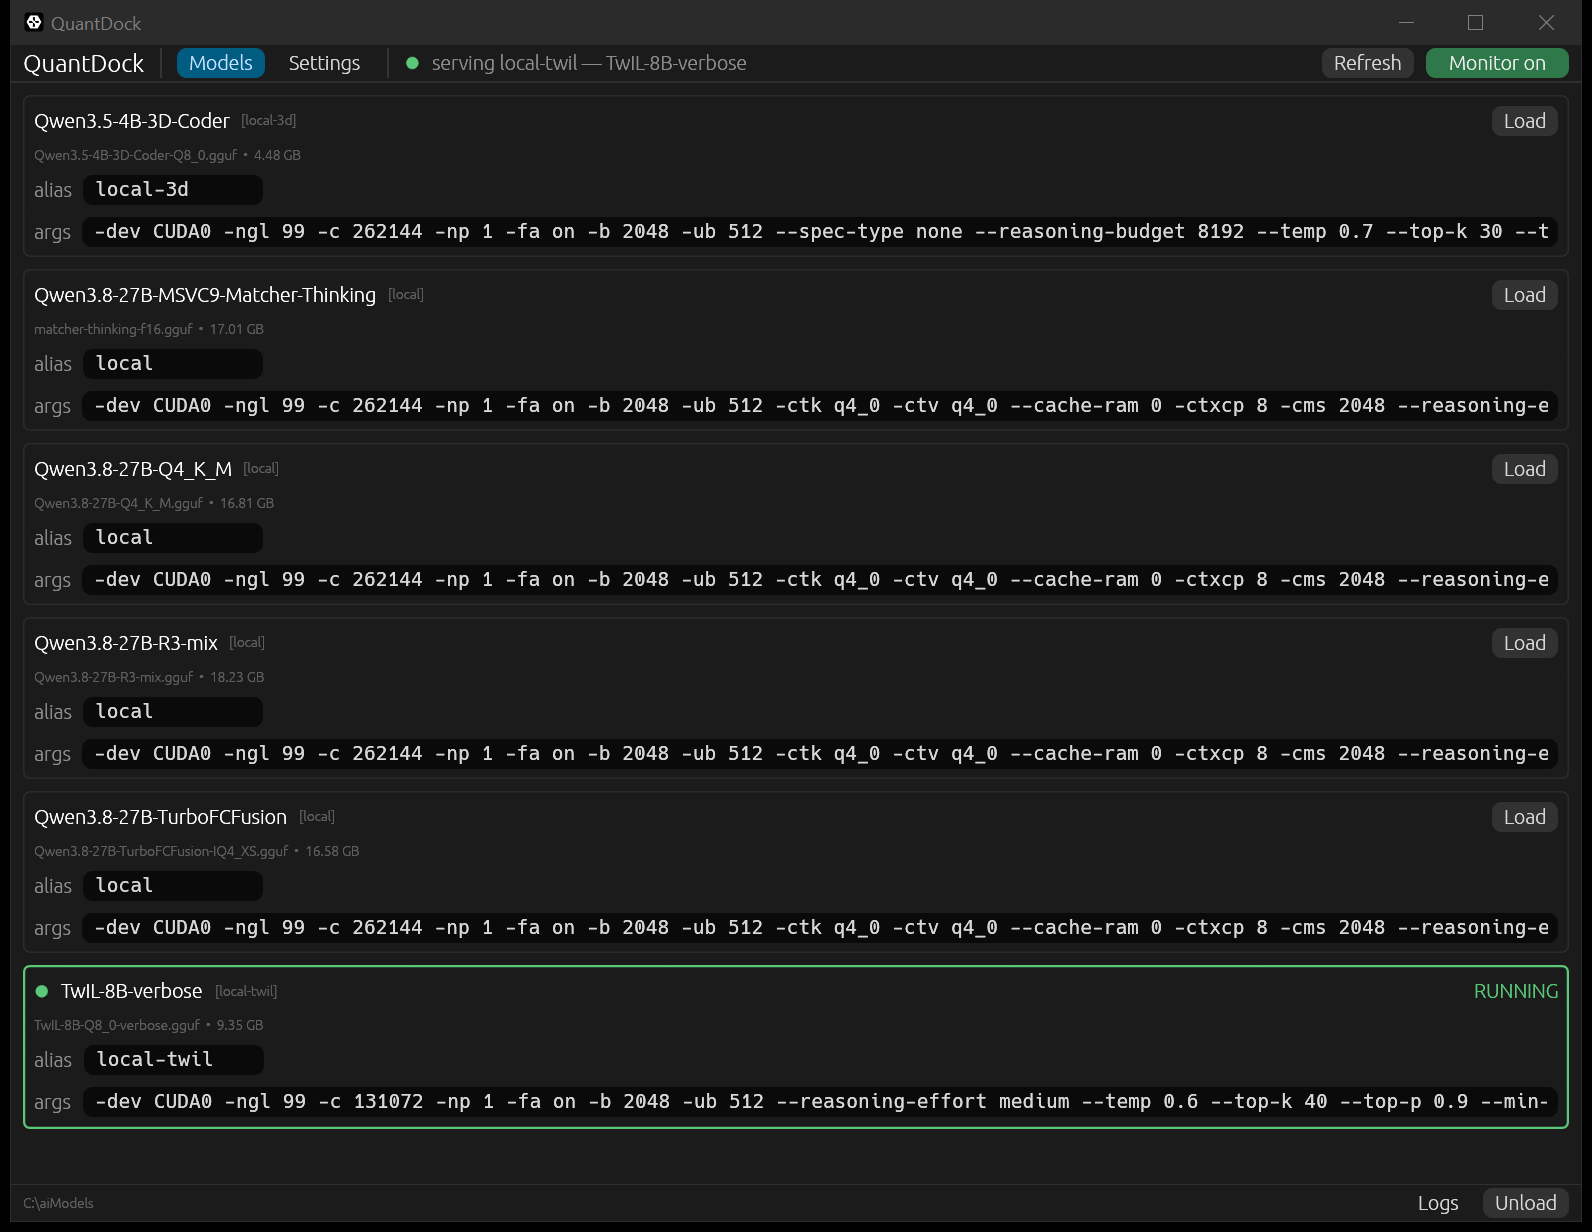 QuantDock
QuantDock Models Settings serving local-twil — TwIL-8B-verbose Refresh Monitor on
Qwen3.5-4B-3D-Coder [local-3d] Load
Qwen3.5-4B-3D-Coder-Q8_0.gguf • 4.48 GB
alias local-3d
args -dev CUDA0 -ngl 99 -c 262144 -np 1 -fa on -b 2048 -ub 512 --spec-type none --reasoning-budget 8192 --temp 0.7 --top-k 30 --t
Qwen3.8-27B-MSVC9-Matcher-Thinking [local] Load
matcher-thinking-f16.gguf • 17.01 GB
alias local
args -dev CUDA0 -ngl 99 -c 262144 -np 1 -fa on -b 2048 -ub 512 -ctk q4_0 -ctv q4_0 --cache-ram 0 -ctxcp 8 -cms 2048 --reasoning-e
Qwen3.8-27B-Q4_K_M [local] Load
Qwen3.8-27B-Q4_K_M.gguf • 16.81 GB
alias local
args -dev CUDA0 -ngl 99 -c 262144 -np 1 -fa on -b 2048 -ub 512 -ctk q4_0 -ctv q4_0 --cache-ram 0 -ctxcp 8 -cms 2048 --reasoning-e
Qwen3.8-27B-R3-mix [local] Load
Qwen3.8-27B-R3-mix.gguf • 18.23 GB
alias local
args -dev CUDA0 -ngl 99 -c 262144 -np 1 -fa on -b 2048 -ub 512 -ctk q4_0 -ctv q4_0 --cache-ram 0 -ctxcp 8 -cms 2048 --reasoning-e
Qwen3.8-27B-TurboFCFusion [local] Load
Qwen3.8-27B-TurboFCFusion-IQ4_XS.gguf • 16.58 GB
alias local
args -dev CUDA0 -ngl 99 -c 262144 -np 1 -fa on -b 2048 -ub 512 -ctk q4_0 -ctv q4_0 --cache-ram 0 -ctxcp 8 -cms 2048 --reasoning-e
TwIL-8B-verbose [local-twil] RUNNING
TwIL-8B-Q8_0-verbose.gguf • 9.35 GB
alias local-twil
args -dev CUDA0 -ngl 99 -c 131072 -np 1 -fa on -b 2048 -ub 512 --reasoning-effort medium --temp 0.6 --top-k 40 --top-p 0.9 --min-
C:\aiModels Logs Unload